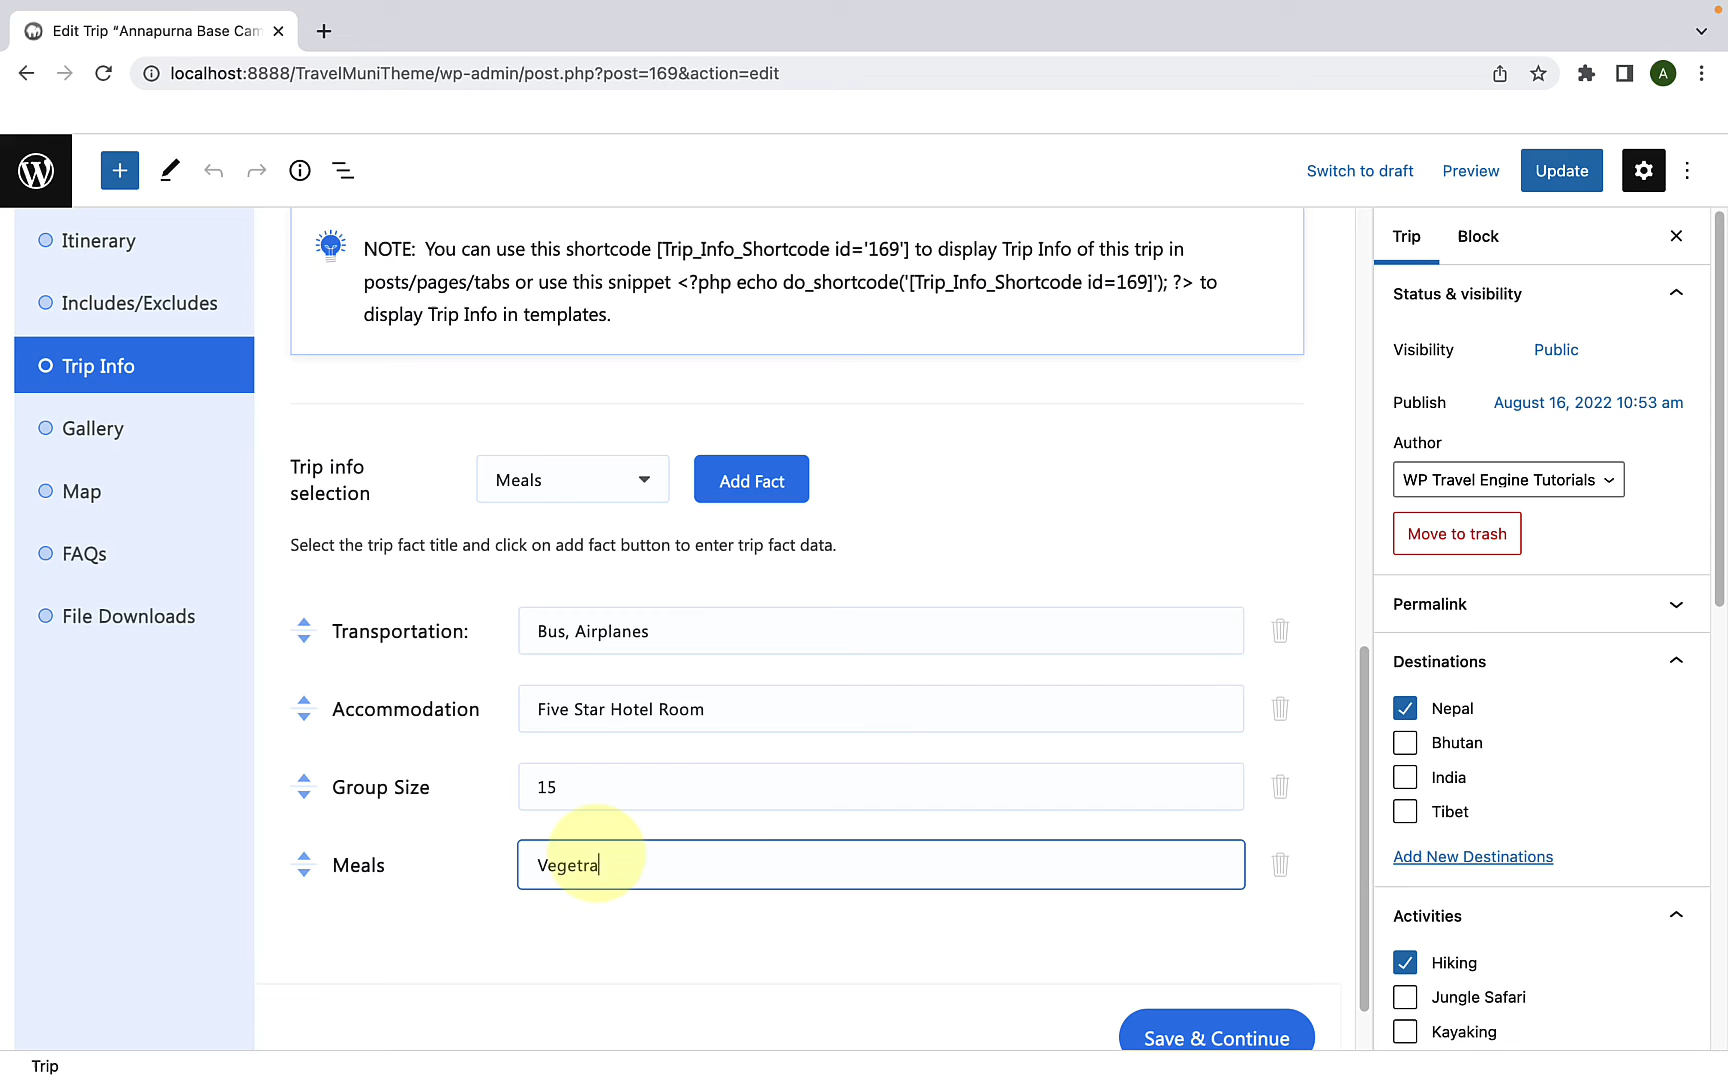 Edit Trip “Annapurna Base Cam
localhost:8888/TravelMuniTheme/wp-admin/post.php?post=169&action=edit
A
Switch to draft
Preview
Update
Itinerary
Includes/Excludes
Trip Info
Gallery
Map
FAQs
File Downloads
NOTE: You can use this shortcode [Trip_Info_Shortcode id='169'] to display Trip Info of this trip in
posts/pages/tabs or use this snippet <?php echo do_shortcode('[Trip_Info_Shortcode id=169]'); ?> to
display Trip Info in templates.
Trip info
selection
Meals
Add Fact
Select the trip fact title and click on add fact button to enter trip fact data.
Transportation:
Bus, Airplanes
Accommodation
Five Star Hotel Room
Group Size
15
Meals
Vegetra
Save & Continue
Trip
Block
Status & visibility
Visibility
Public
Publish
August 16, 2022 10:53 am
Author
WP Travel Engine Tutorials
Move to trash
Permalink
Destinations
Nepal
Bhutan
India
Tibet
Add New Destinations
Activities
Hiking
Jungle Safari
Kayaking
Trip